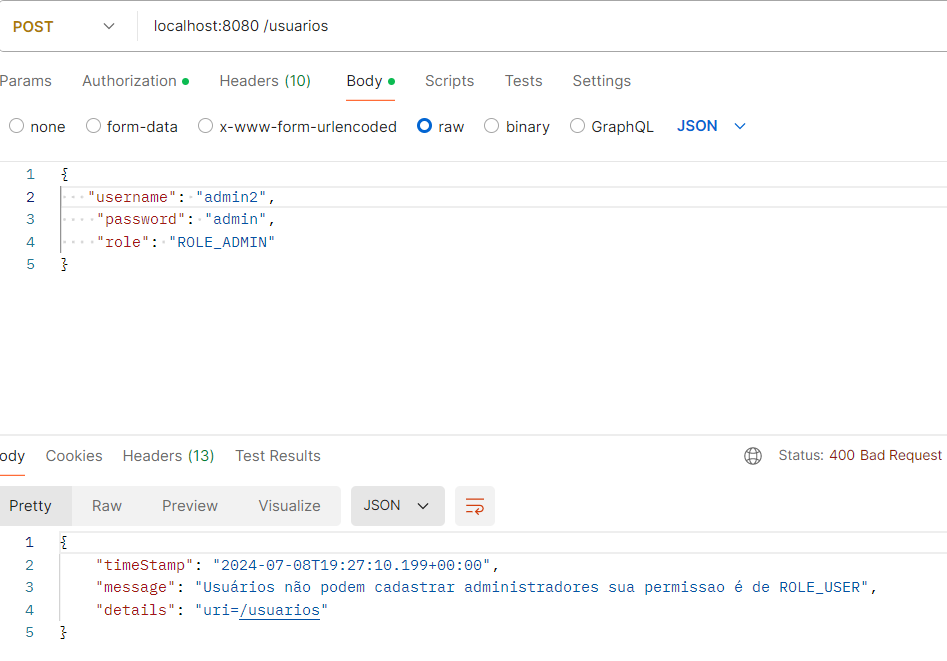 POST localhost:8080 /usuarios
Params Authorization Headers (10) Body Scripts Tests Settings
none form-data x-www-form-urlencoded raw binary GraphQL JSON
1 {
2 "username": "admin2",
3 "password": "admin",
4 "role": "ROLE_ADMIN"
5 }
ody Cookies Headers (13) Test Results Status: 400 Bad Request
Pretty Raw Preview Visualize JSON
1 {
2 "timeStamp": "2024-07-08T19:27:10.199+00:00",
3 "message": "Usuários não podem cadastrar administradores sua permissao é de ROLE_USER",
4 "details": "uri=/usuarios"
5 }